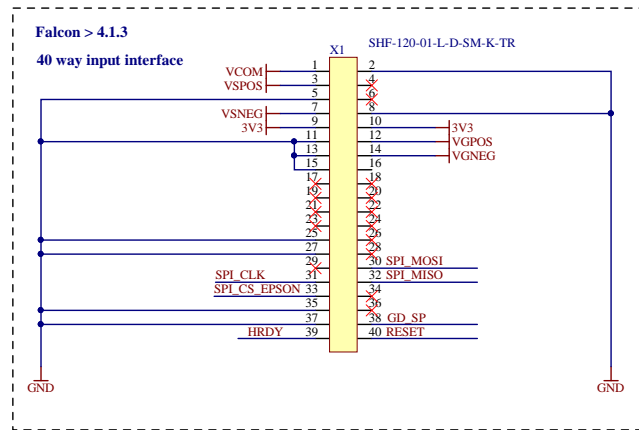 Falcon > 4.1.3
40 way input interface
X1
SHF-120-01-L-D-SM-K-TR
VCOM 1 2
VSPOS 3 4
5 6
VSNEG 7 8
3V3 9 10 3V3
11 12 VGPOS
13 14 VGNEG
15 16
17 18
19 20
21 22
23 24
25 26
27 28
29 30 SPI_MOSI
SPI_CLK 31 32 SPI_MISO
SPI_CS_EPSON 33 34
35 36
37 38 GD_SP
HRDY 39 40 RESET
GND GND